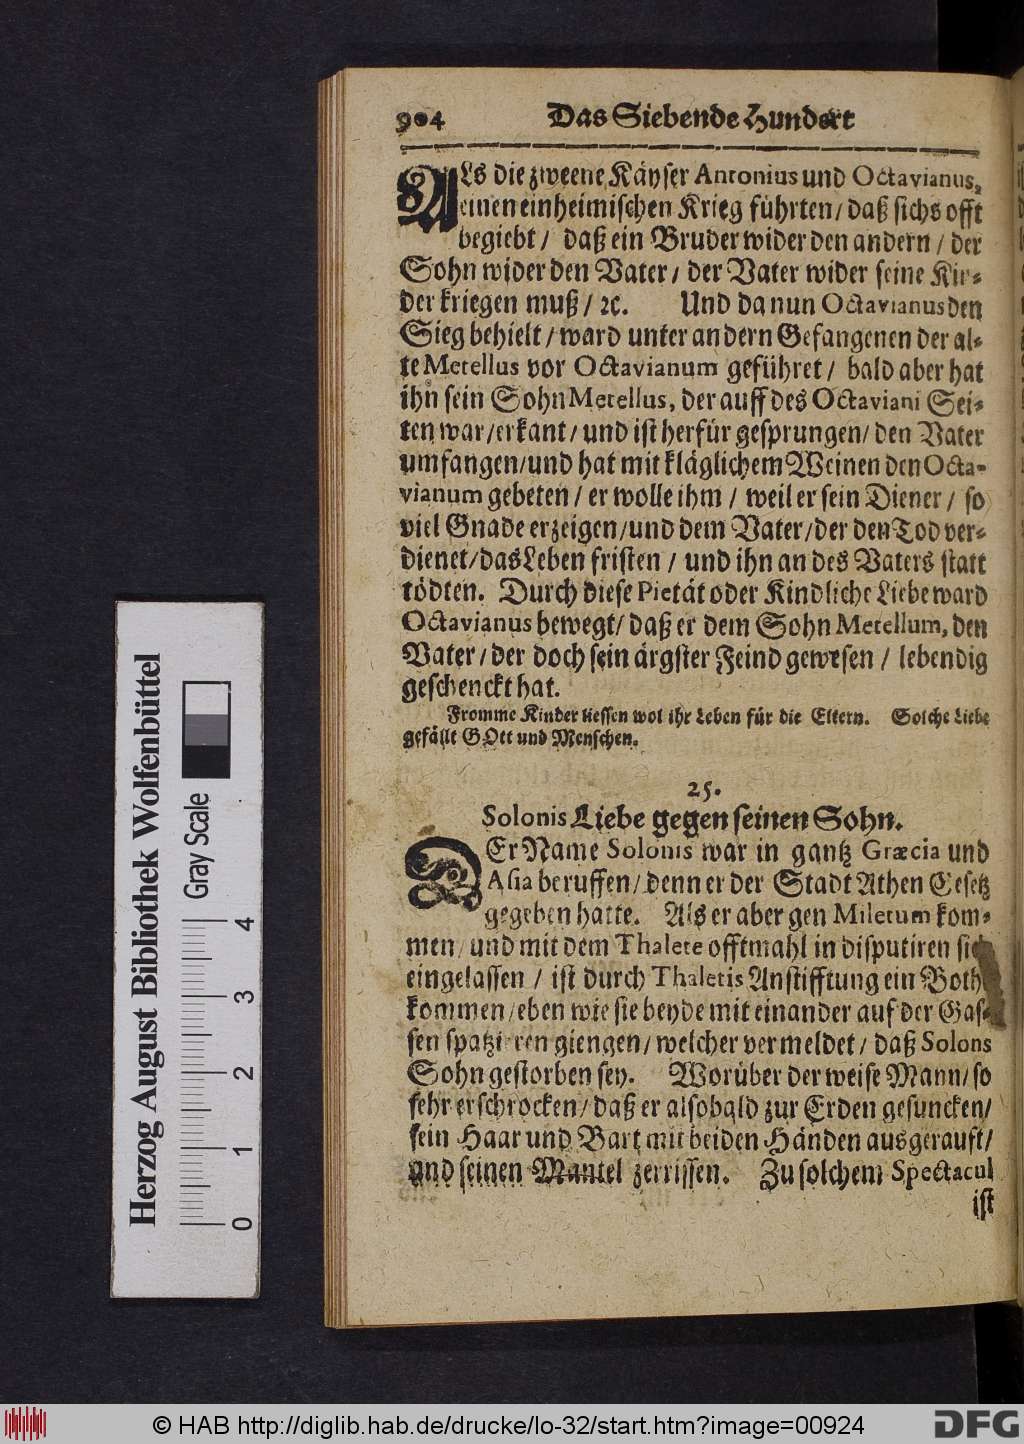 904 Das Siebende Hundert
ALs die zweene Käyser Antonius und Octavianus,
einen einheimischen Krieg führten / daß sichs offt
begiebt / daß ein Bruder wider den andern / der
Sohn wider den Vater / der Vater wider seine Kin-
der kriegen muß / ꝛc. Und da nun Octavianus den
Sieg behielt / ward unter andern Gefangenen der al-
te Metellus vor Octavianum geführet / bald aber hat
ihn sein Sohn Metellus, der auff des Octaviani Sei-
ten war / erkant / und ist herfür gesprungen / den Vater
umfangen / und hat mit kläglichem Weinen den Octa-
vianum gebeten / er wolle ihm / weil er sein Diener / so
viel Gnade erzeigen / und dem Vater / der den Tod ver-
dienet / das Leben fristen / und ihn an des Vaters statt
tödten. Durch diese Pietät oder Kindliche Liebe ward
Octavianus bewegt / daß er dem Sohn Metellum, den
Vater / der doch sein ärgster Feind gewesen / lebendig
geschenckt hat.
Fromme Kinder liessen wol ihr Leben für die Eltern. Solche Liebe
gefällt GOtt und Menschen.
25.
Solonis Liebe gegen seinen Sohn.
DEr Name Solonis war in gantz Græcia und
Asia beruffen / denn er der Stadt Athen Gesetz
gegeben hatte. Als er aber gen Miletum kom-
men / und mit dem Thalete offtmahl in disputiren sich
eingelassen / ist durch Thaletis Anstifftung ein Both
kommen / eben wie sie beyde mit einander auf der Gas-
sen spatzieren giengen / welcher vermeldet / daß Solons
Sohn gestorben sey. Worüber der weise Mann / so
sehr erschrocken / daß er alsobald zur Erden gesuncken /
sein Haar und Bart mit beiden Händen ausgerauft /
und seinen Mantel zerrissen. Zu solchem Spectacul
ist
Herzog August Bibliothek Wolfenbüttel
Gray Scale
0 1 2 3 4
© HAB http://diglib.hab.de/drucke/lo-32/start.htm?image=00924
DFG